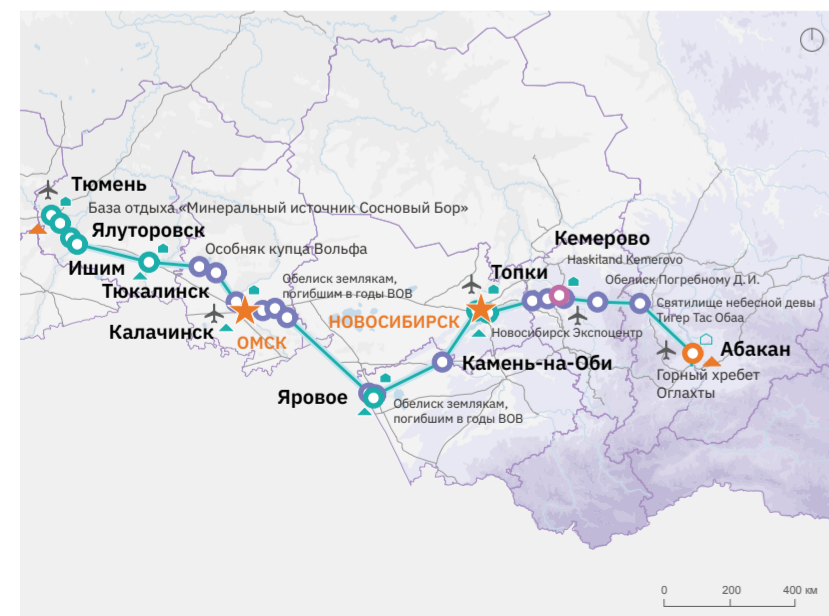 Тюмень
База отдыха «Минеральный источник Сосновый Бор»
Ялуторовск
Ишим
Особняк купца Вольфа
Тюкалинск
Обелиск землякам,
погибшим в годы ВОВ
Калачинск
ОМСК
Кемерово
Haskiland Kemerovo
Топки
Обелиск Погребному Д. И.
Святилище небесной девы
Тигер Тас Обаа
НОВОСИБИРСК
Новосибирск Экспоцентр
Абакан
Камень-на-Оби
Горный хребет
Оглахты
Яровое
Обелиск землякам,
погибшим в годы ВОВ
0 200 400 км